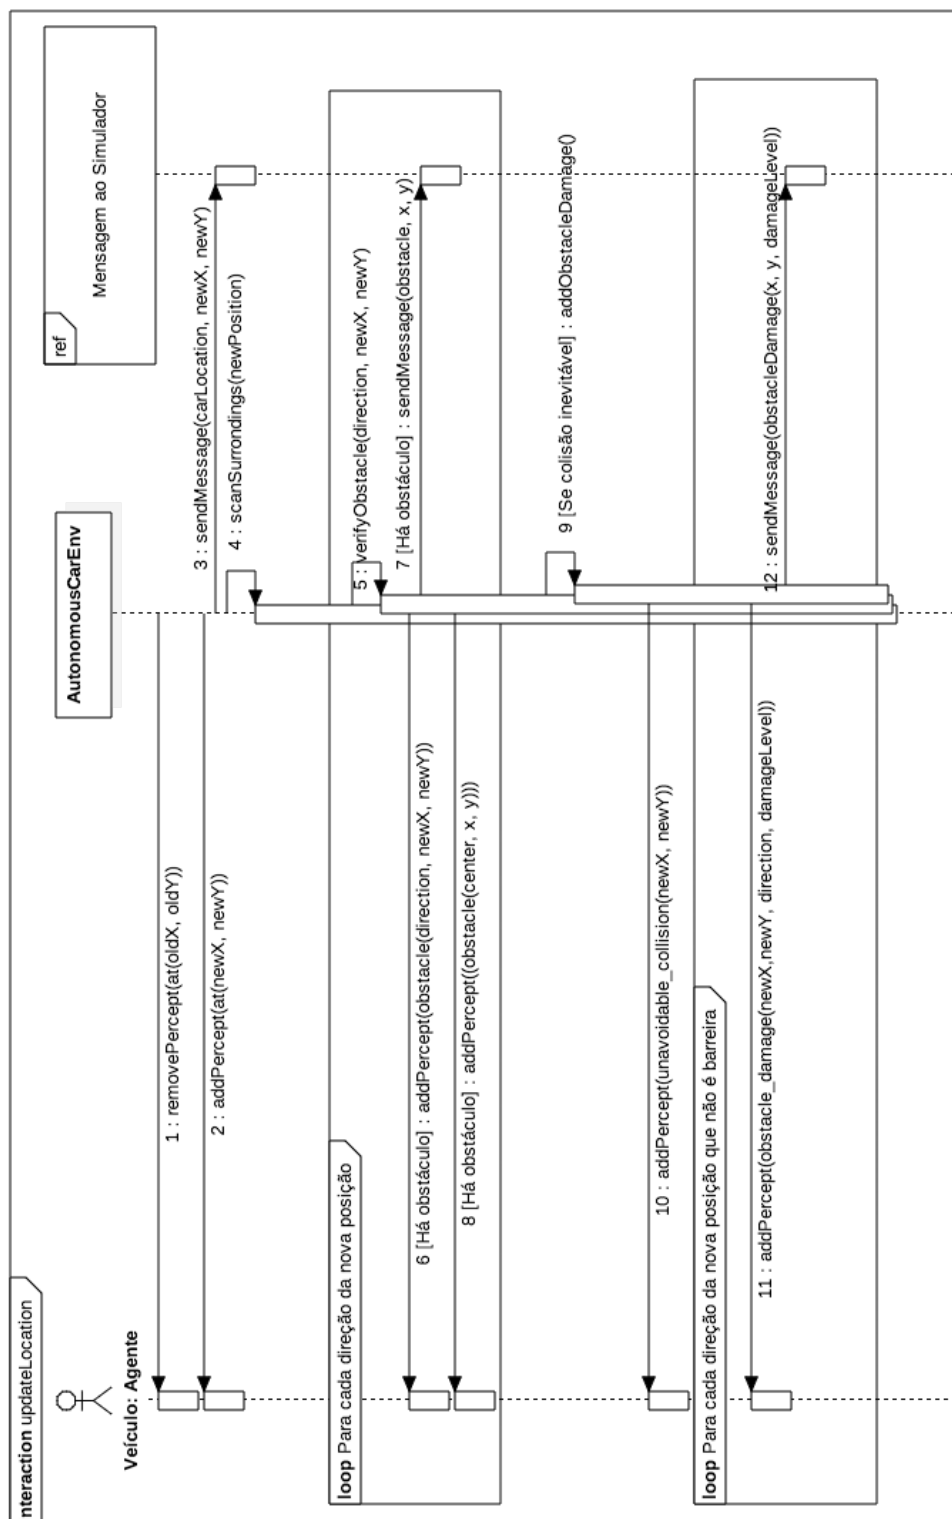 nteraction updateLocation
Veículo: Agente
AutonomousCarEnv
ref
Mensagem ao Simulador
1 : removePercept(at(oldX, oldY))
2 : addPercept(at(newX, newY))
3 : sendMessage(carLocation, newX, newY)
4 : scanSurrondings(newPosition)
loop Para cada direção da nova posição
5 : verifyObstacle(direction, newX, newY)
6 [Há obstáculo] : addPercept(obstacle(direction, newX, newY))
7 [Há obstáculo] : sendMessage(obstacle, x, y)
8 [Há obstáculo] : addPercept((obstacle(center, x, y)))
9 [Se colisão inevitável] : addObstacleDamage()
10 : addPercept(unavoidable_collision(newX, newY))
loop Para cada direção da nova posição que não é barreira
11 : addPercept(obstacle_damage(newX,newY, direction, damageLevel))
12 : sendMessage(obstacleDamage(x, y, damageLevel))